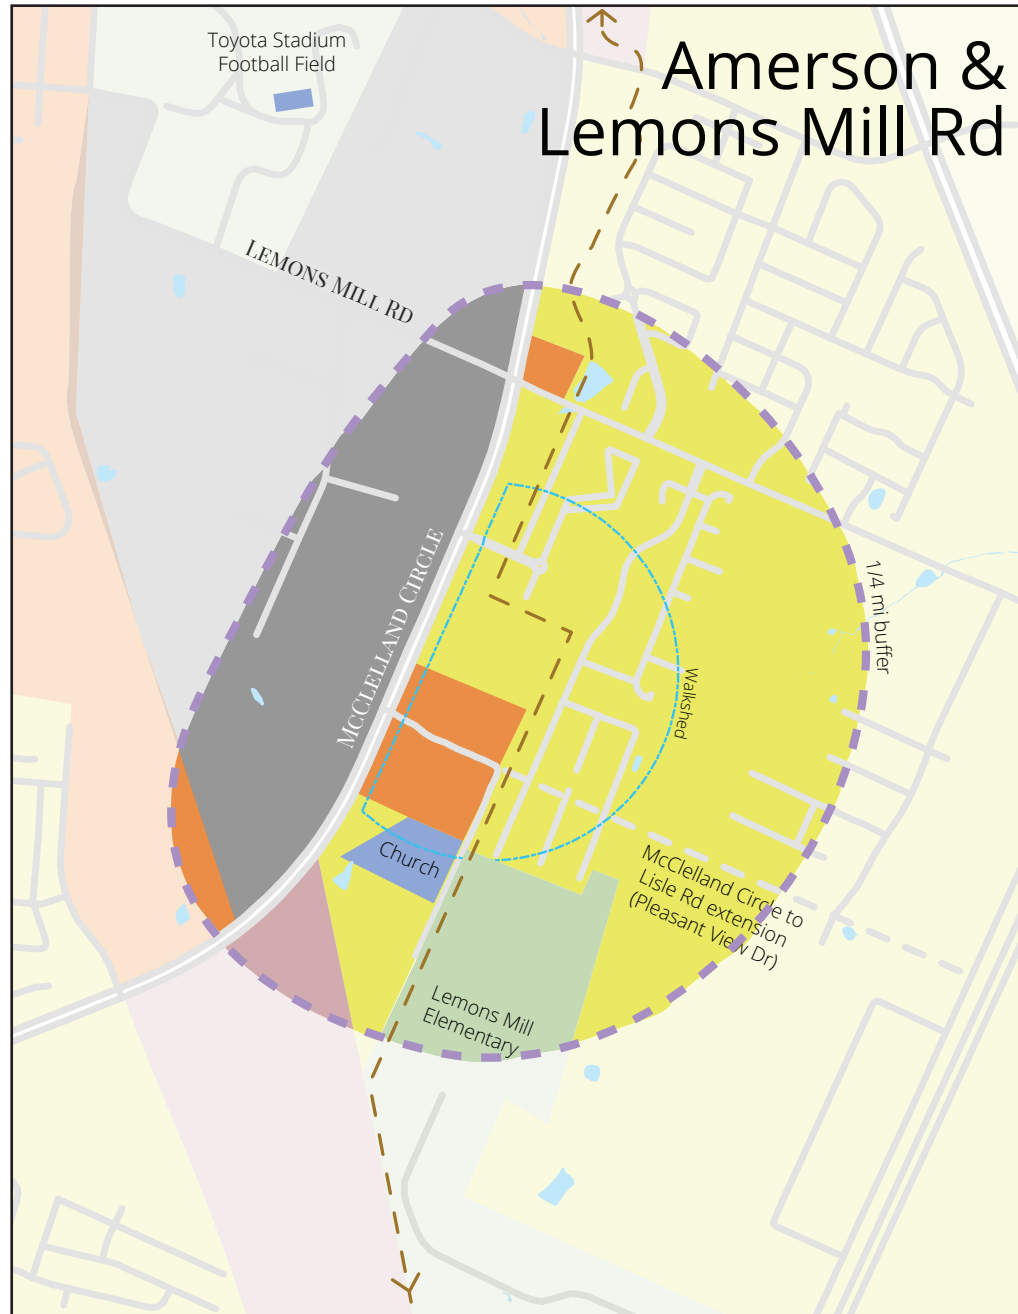 Toyota Stadium
Football Field
Amerson &
Lemons Mill Rd
LEMONS MILL RD
MCCLELLAND CIRCLE
1/4 mi buffer
Walkshed
Church
McClelland Circle to
Lisle Rd extension
(Pleasant View Dr)
Lemons Mill
Elementary